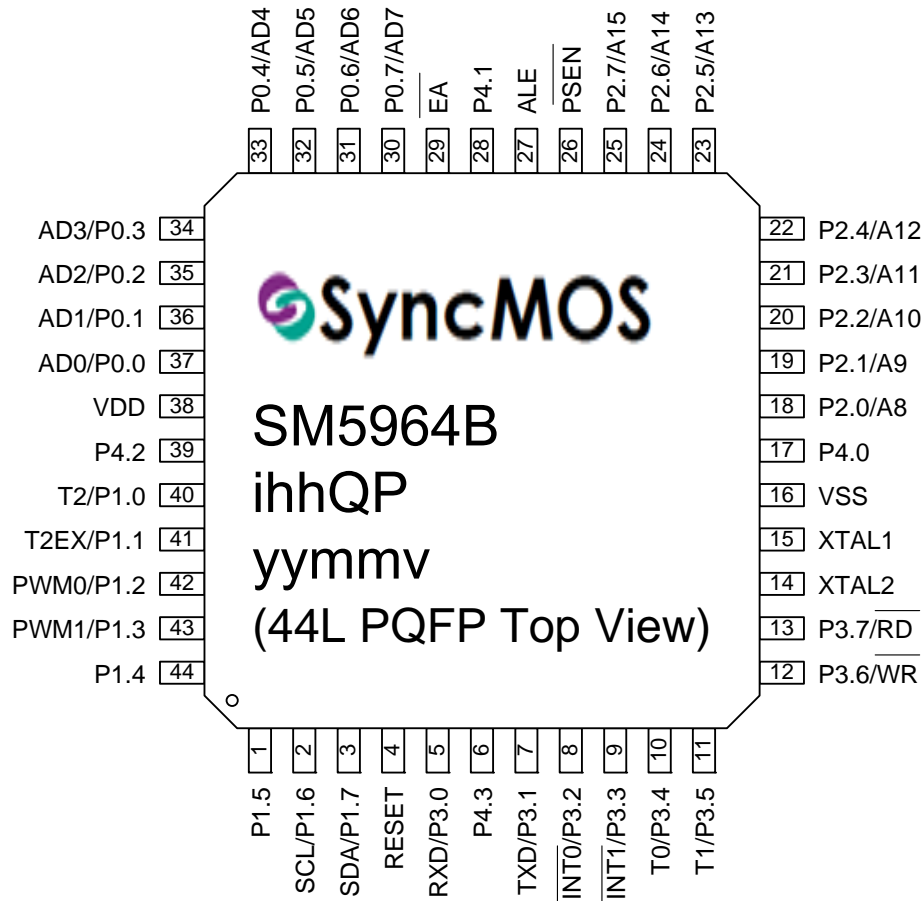 P0.4/AD4
P0.5/AD5
P0.6/AD6
P0.7/AD7
EA
P4.1
ALE
PSEN
P2.7/A15
P2.6/A14
P2.5/A13
33
32
31
30
29
28
27
26
25
24
23
AD3/P0.3 34
AD2/P0.2 35
AD1/P0.1 36
AD0/P0.0 37
VDD 38
P4.2 39
T2/P1.0 40
T2EX/P1.1 41
PWM0/P1.2 42
PWM1/P1.3 43
P1.4 44
SyncMOS
SM5964B
ihhQP
yymmv
(44L PQFP Top View)
22 P2.4/A12
21 P2.3/A11
20 P2.2/A10
19 P2.1/A9
18 P2.0/A8
17 P4.0
16 VSS
15 XTAL1
14 XTAL2
13 P3.7/RD
12 P3.6/WR
1
2
3
4
5
6
7
8
9
10
11
P1.5
SCL/P1.6
SDA/P1.7
RESET
RXD/P3.0
P4.3
TXD/P3.1
INT0/P3.2
INT1/P3.3
T0/P3.4
T1/P3.5